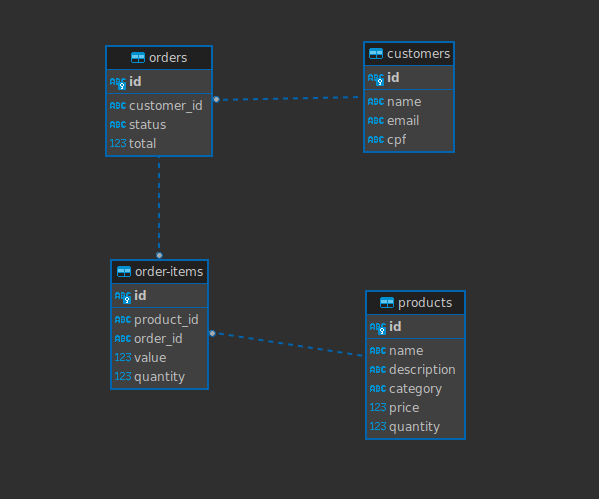 orders
ABC id
ABC customer_id
ABC status
123 total
customers
ABC id
ABC name
ABC email
ABC cpf
order-items
ABC id
ABC product_id
ABC order_id
123 value
123 quantity
products
ABC id
ABC name
ABC description
ABC category
123 price
123 quantity